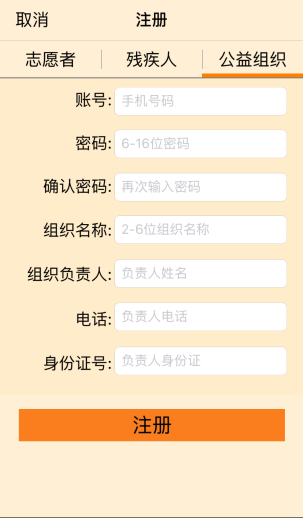 取消 注册
志愿者 残疾人 公益组织
账号: 手机号码
密码: 6-16位密码
确认密码: 再次输入密码
组织名称: 2-6位组织名称
组织负责人: 负责人姓名
电话: 负责人电话
身份证号: 负责人身份证
注册